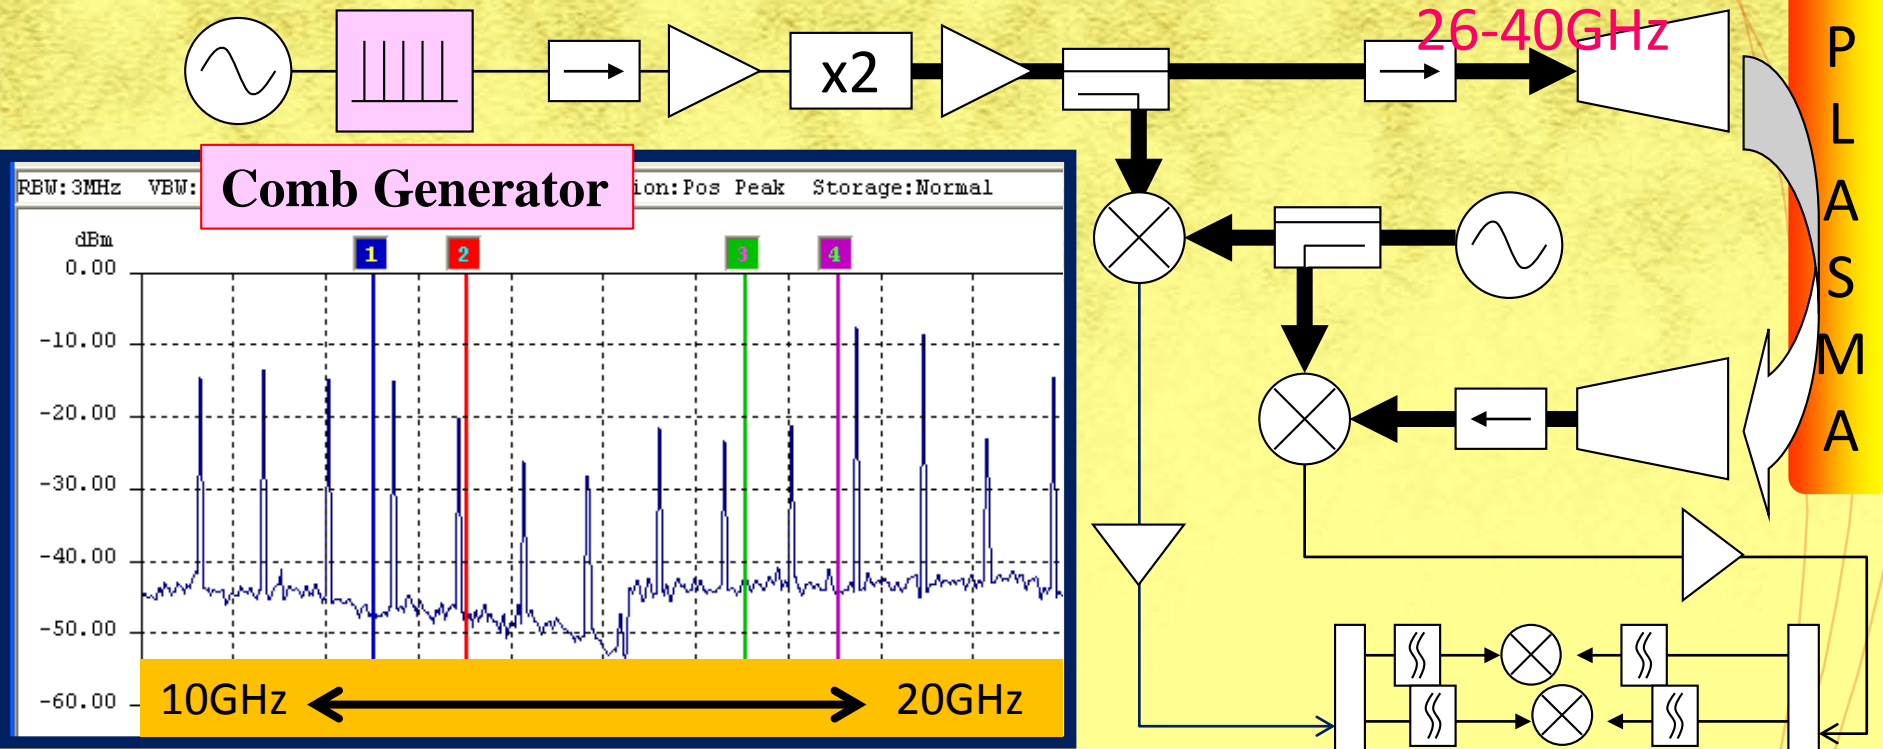 26-40GHz
x2
P
L
A
S
M
A
Comb Generator
RBW:3MHz VBW: ion:Pos Peak Storage:Normal
dBm
1 2 3 4
0.00
-10.00
-20.00
-30.00
-40.00
-50.00
-60.00
10GHz 20GHz